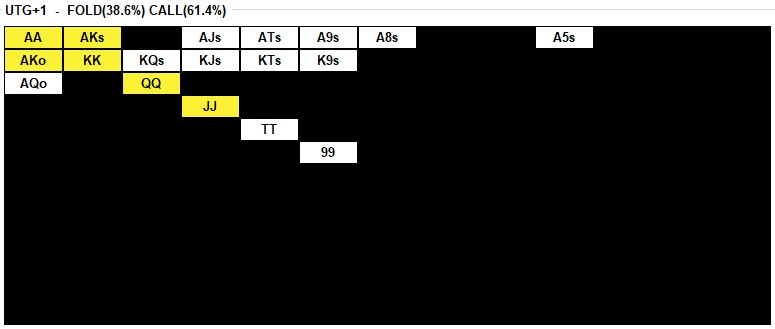 UTG+1 - FOLD(38.6%) CALL(61.4%)
AA AKs AJs ATs A9s A8s A5s
AKo KK KQs KJs KTs K9s
AQo QQ
JJ
TT
99